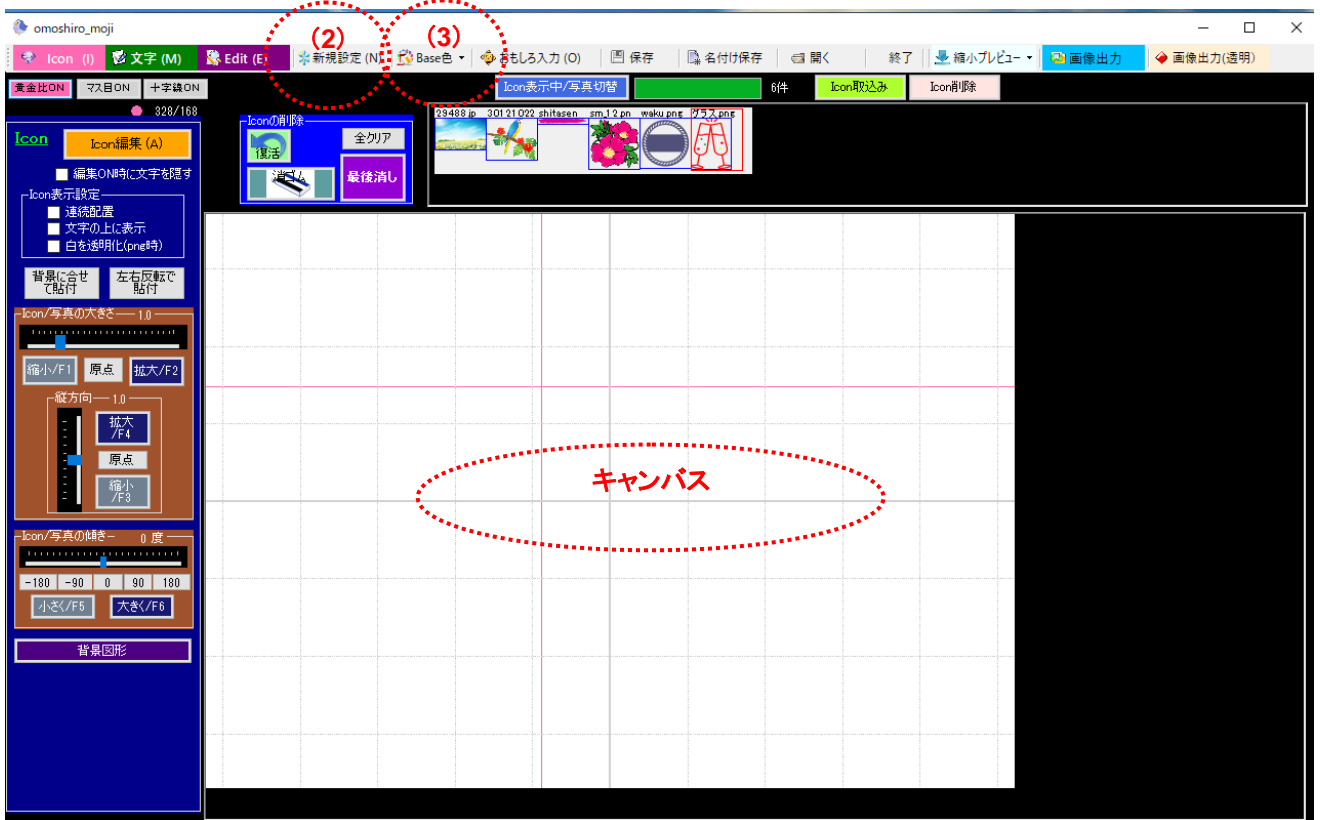 omoshiro_moji
(2)
(3)
Icon (I) 文字 (M) Edit (E) 新規設定 (N) Base色 おもしろ入力 (O) 保存 名付け保存 開く 終了 縮小プレビュー 画像出力 画像出力(透明)
黄金比ON マス目ON 十字線ON
Icon表示中/写真切替 6件 Icon取込み Icon削除
328/168
Icon
Icon編集 (A)
編集ON時に文字を隠す
Icon表示設定
連続配置
文字の上に表示
白を透明化(png時)
背景に合せて貼付
左右反転で貼付
Icon/写真の大きさ 1.0
縮小/F1 原点 拡大/F2
縦方向 1.0
拡大/F4
原点
縮小/F3
Icon/写真の傾き 0 度
-180 -90 0 90 180
小さく/F5 大きく/F6
背景図形
Iconの削除
復活
全クリア
消ゴム
最後消し
29488 jp 30121022 shitasen sm_12 pn waku png グラス png
キャンバス